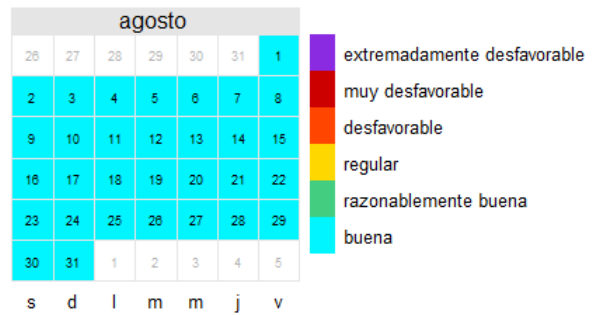 agosto
26 27 28 29 30 31 1
2 3 4 5 6 7 8
9 10 11 12 13 14 15
16 17 18 19 20 21 22
23 24 25 26 27 28 29
30 31 1 2 3 4 5
s d l m m j v
extremadamente desfavorable
muy desfavorable
desfavorable
regular
razonablemente buena
buena